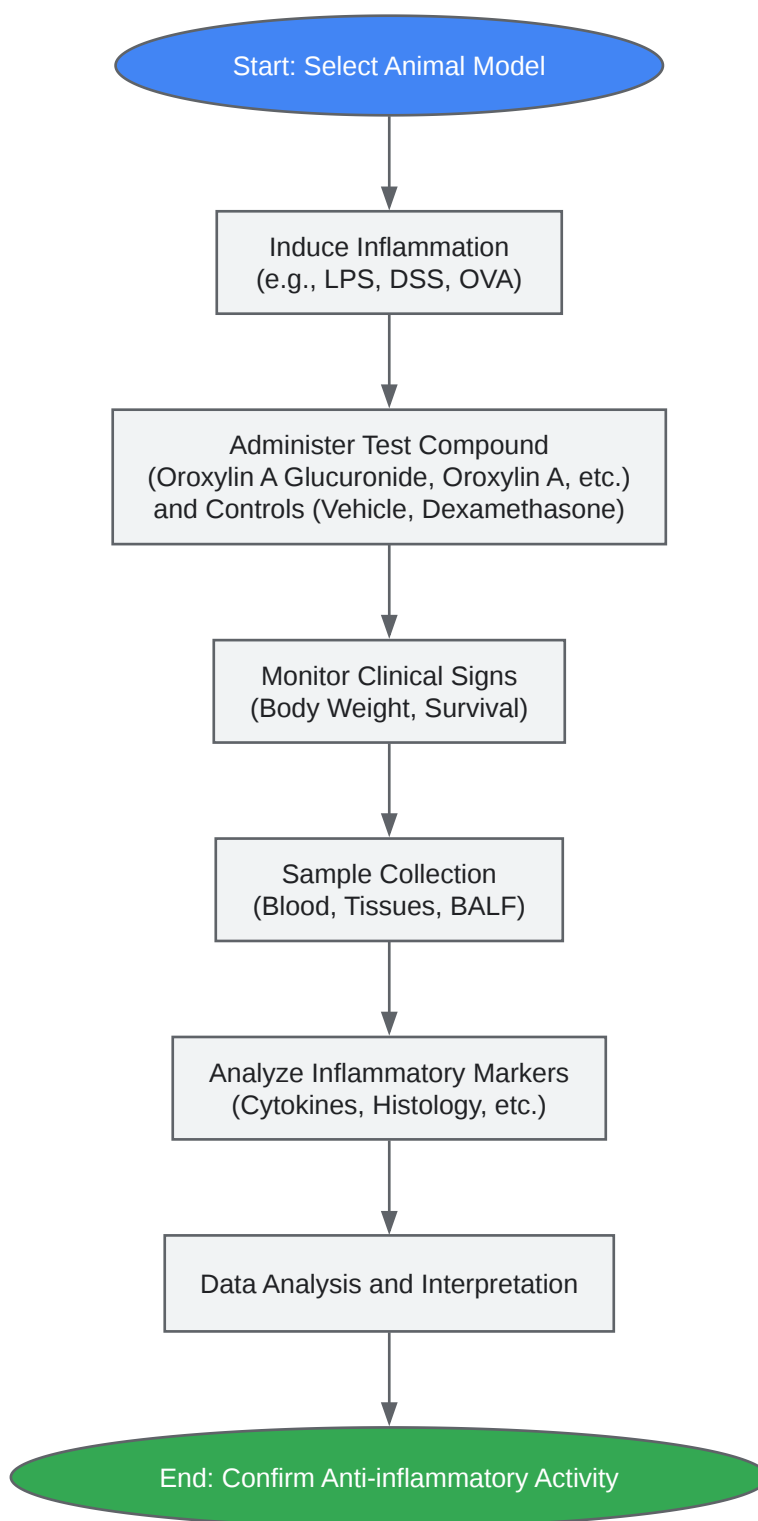 Start: Select Animal Model
Induce Inflammation
(e.g., LPS, DSS, OVA)
Administer Test Compound
(Oroxylin A Glucuronide, Oroxylin A, etc.)
and Controls (Vehicle, Dexamethasone)
Monitor Clinical Signs
(Body Weight, Survival)
Sample Collection
(Blood, Tissues, BALF)
Analyze Inflammatory Markers
(Cytokines, Histology, etc.)
Data Analysis and Interpretation
End: Confirm Anti-inflammatory Activity